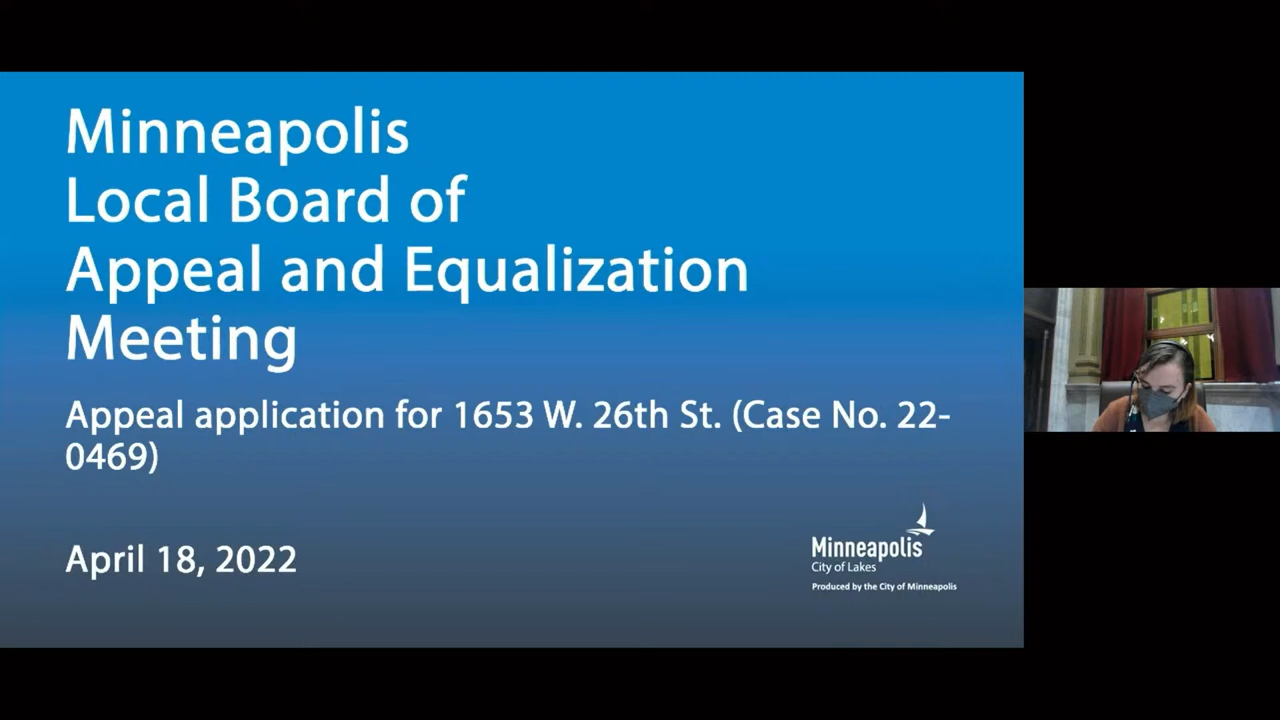 Minneapolis
Local Board of
Appeal and Equalization
Meeting
Appeal application for 1653 W. 26th St. (Case No. 22-
0469)
April 18, 2022
Minneapolis
City of Lakes
Produced by the City of Minneapolis